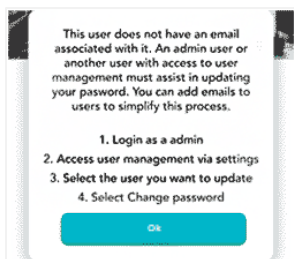 This user does not have an email
associated with it. An admin user or
another user with access to user
management must assist in updating
your pasword. You can add emails to
users to simplify this process.
1. Login as a admin
2. Access user management via settings
3. Select the user you want to update
4. Select Change password
Ok